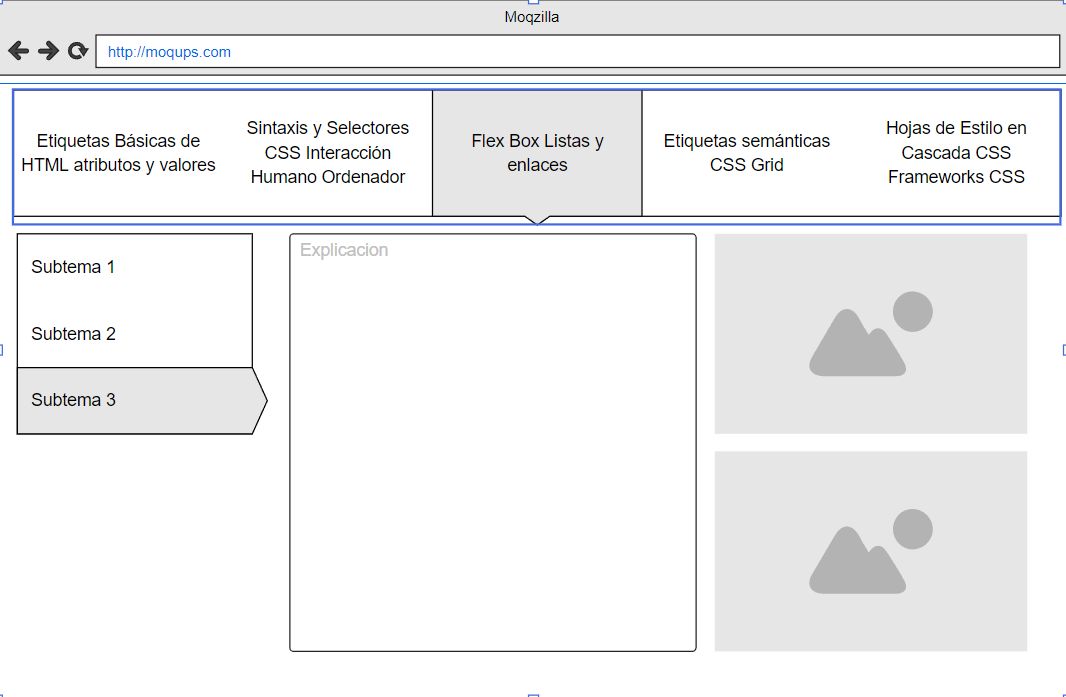 Moqzilla
http://moqups.com
Etiquetas Básicas de
HTML atributos y valores
Sintaxis y Selectores
CSS Interacción
Humano Ordenador
Flex Box Listas y
enlaces
Etiquetas semánticas
CSS Grid
Hojas de Estilo en
Cascada CSS
Frameworks CSS
Subtema 1
Subtema 2
Subtema 3
Explicacion